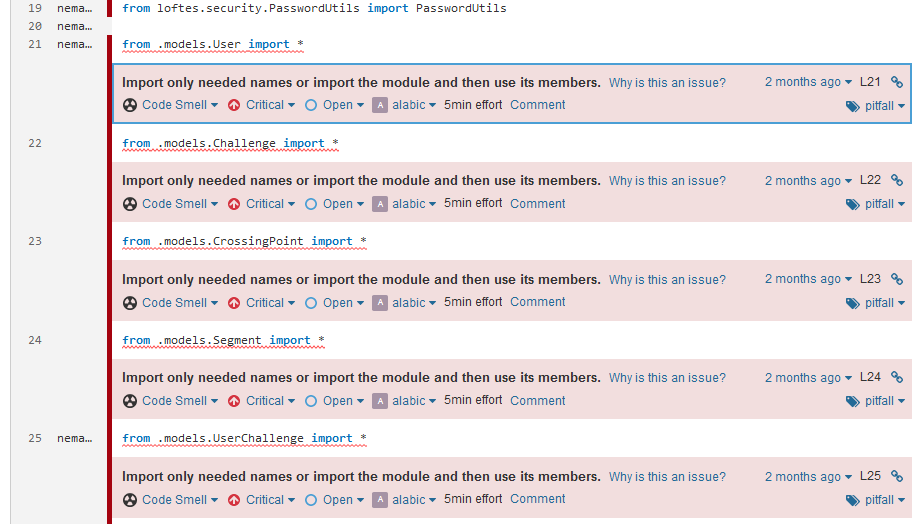 19 nema... from loftes.security.PasswordUtils import PasswordUtils
20 nema...
21 nema... from .models.User import *
Import only needed names or import the module and then use its members. Why is this an issue? 2 months ago L21
Code Smell Critical Open A alabic 5min effort Comment pitfall
22 from .models.Challenge import *
Import only needed names or import the module and then use its members. Why is this an issue? 2 months ago L22
Code Smell Critical Open A alabic 5min effort Comment pitfall
23 from .models.CrossingPoint import *
Import only needed names or import the module and then use its members. Why is this an issue? 2 months ago L23
Code Smell Critical Open A alabic 5min effort Comment pitfall
24 from .models.Segment import *
Import only needed names or import the module and then use its members. Why is this an issue? 2 months ago L24
Code Smell Critical Open A alabic 5min effort Comment pitfall
25 nema... from .models.UserChallenge import *
Import only needed names or import the module and then use its members. Why is this an issue? 2 months ago L25
Code Smell Critical Open A alabic 5min effort Comment pitfall